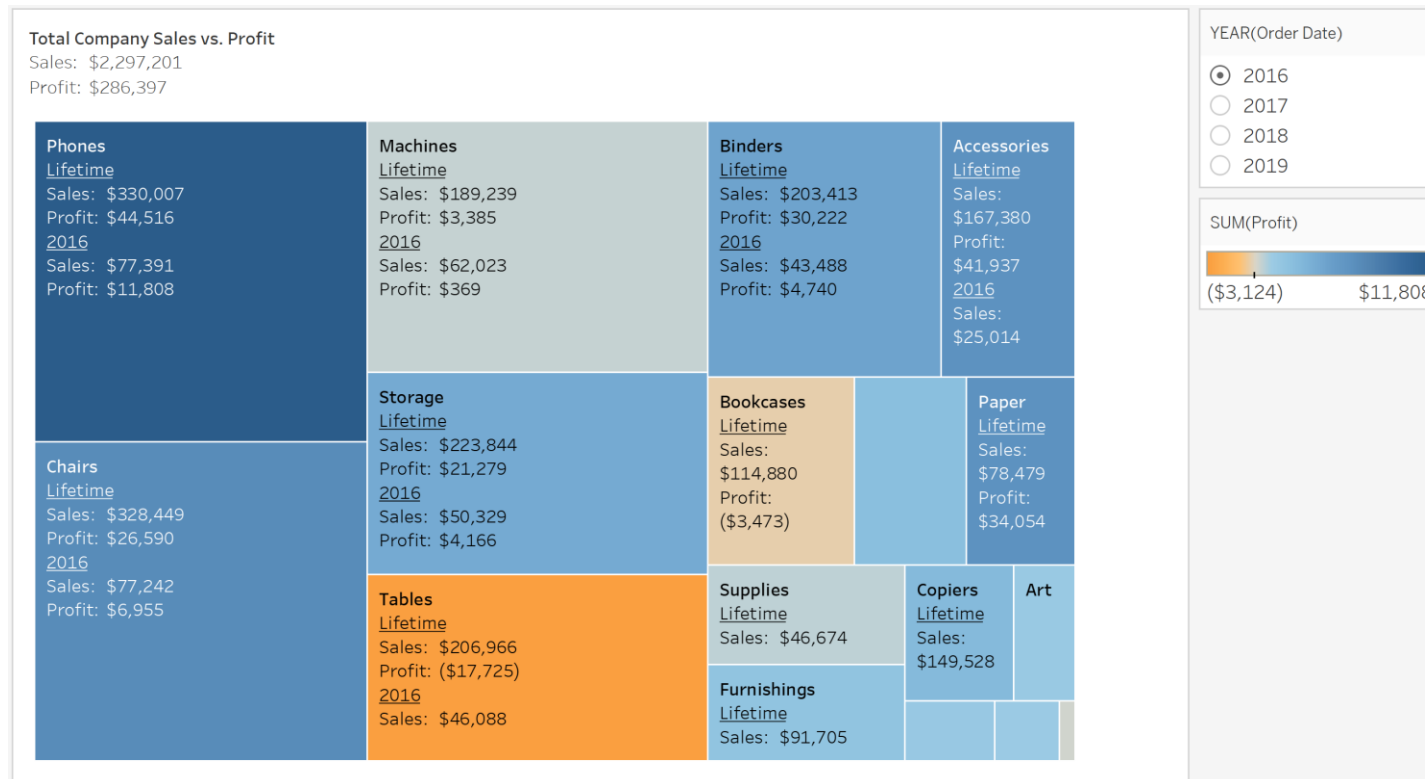 Total Company Sales vs. Profit
Sales: $2,297,201
Profit: $286,397
Phones
Lifetime
Sales: $330,007
Profit: $44,516
2016
Sales: $77,391
Profit: $11,808
Chairs
Lifetime
Sales: $328,449
Profit: $26,590
2016
Sales: $77,242
Profit: $6,955
Machines
Lifetime
Sales: $189,239
Profit: $3,385
2016
Sales: $62,023
Profit: $369
Storage
Lifetime
Sales: $223,844
Profit: $21,279
2016
Sales: $50,329
Profit: $4,166
Tables
Lifetime
Sales: $206,966
Profit: ($17,725)
2016
Sales: $46,088
Binders
Lifetime
Sales: $203,413
Profit: $30,222
2016
Sales: $43,488
Profit: $4,740
Accessories
Lifetime
Sales:
$167,380
Profit:
$41,937
2016
Sales:
$25,014
Bookcases
Lifetime
Sales:
$114,880
Profit:
($3,473)
Paper
Lifetime
Sales:
$78,479
Profit:
$34,054
Supplies
Lifetime
Sales: $46,674
Furnishings
Lifetime
Sales: $91,705
Copiers
Lifetime
Sales:
$149,528
Art
YEAR(Order Date)
2016
2017
2018
2019
SUM(Profit)
($3,124) $11,808